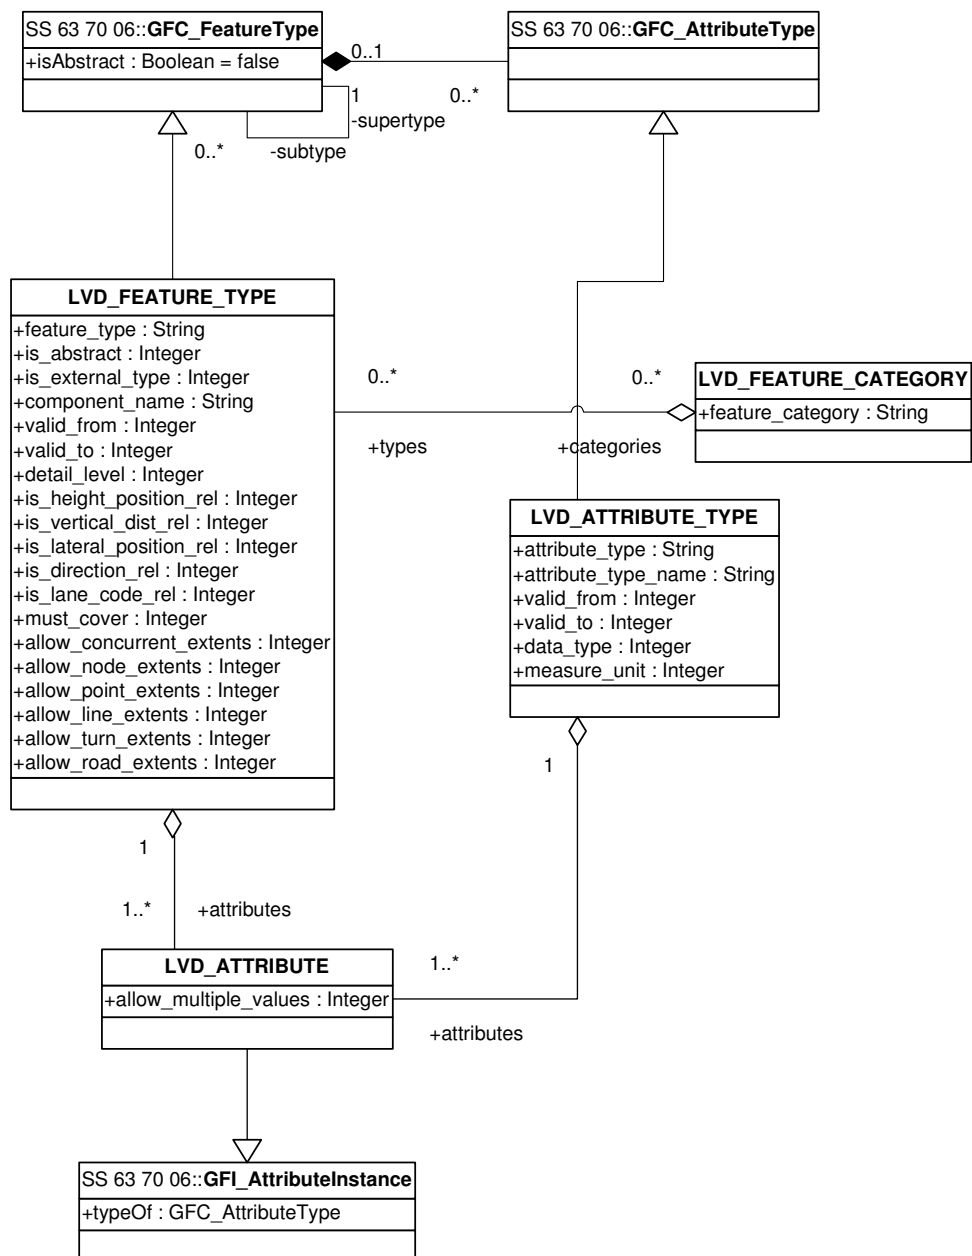 SS 63 70 06::GFC_FeatureType
+isAbstract : Boolean = false
SS 63 70 06::GFC_AttributeType
0..1
0..*
1
-supertype
-subtype
0..*
LVD_FEATURE_TYPE
+feature_type : String
+is_abstract : Integer
+is_external_type : Integer
+component_name : String
+valid_from : Integer
+valid_to : Integer
+detail_level : Integer
+is_height_position_rel : Integer
+is_vertical_dist_rel : Integer
+is_lateral_position_rel : Integer
+is_direction_rel : Integer
+is_lane_code_rel : Integer
+must_cover : Integer
+allow_concurrent_extents : Integer
+allow_node_extents : Integer
+allow_point_extents : Integer
+allow_line_extents : Integer
+allow_turn_extents : Integer
+allow_road_extents : Integer
0..*
0..*
+types
+categories
LVD_FEATURE_CATEGORY
+feature_category : String
LVD_ATTRIBUTE_TYPE
+attribute_type : String
+attribute_type_name : String
+valid_from : Integer
+valid_to : Integer
+data_type : Integer
+measure_unit : Integer
1
1
1..*
+attributes
1..*
+attributes
LVD_ATTRIBUTE
+allow_multiple_values : Integer
SS 63 70 06::GFI_AttributeInstance
+typeOf : GFC_AttributeType